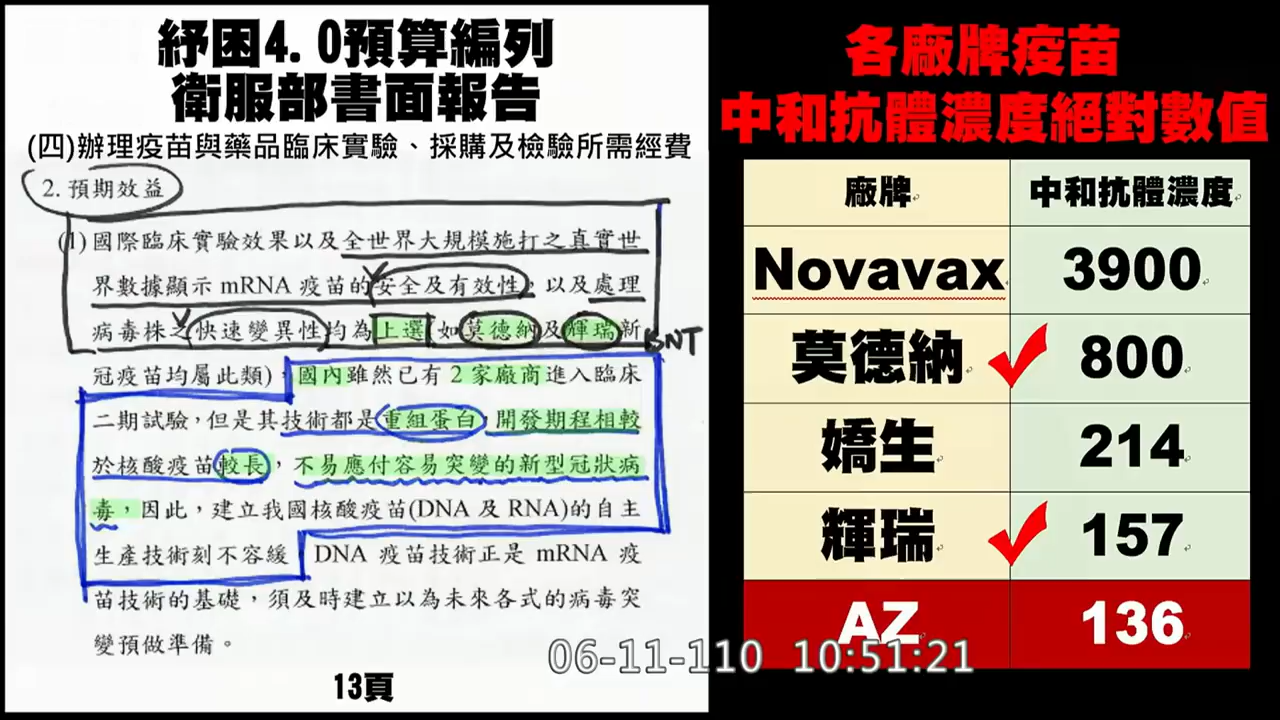 紓困4.0預算編列
衛服部書面報告
(四)辦理疫苗與藥品臨床實驗、採購及檢驗所需經費
2.預期效益
(1)國際臨床實驗效果以及全世界大規模施打之真實世
界數據顯示 mRNA 疫苗的安全及有效性,以及處理
病毒株之快速變異性均為上選(如莫德納及輝瑞新
BNT
冠疫苗均屬此類),國內雖然已有 2 家廠商進入臨床
二期試驗,但是其技術都是重組蛋白,開發期程相較
於核酸疫苗較長,不易應付容易突變的新型冠狀病
毒,因此,建立我國核酸疫苗(DNA 及 RNA)的自主
生產技術刻不容緩,DNA 疫苗技術正是 mRNA 疫
苗技術的基礎,須及時建立以為未來各式的病毒突
變預做準備。
13頁
各廠牌疫苗
中和抗體濃度絕對數值
廠牌 中和抗體濃度
Novavax 3900
莫德納 800
嬌生 214
輝瑞 157
AZ 136
06-11-110 10:51:21